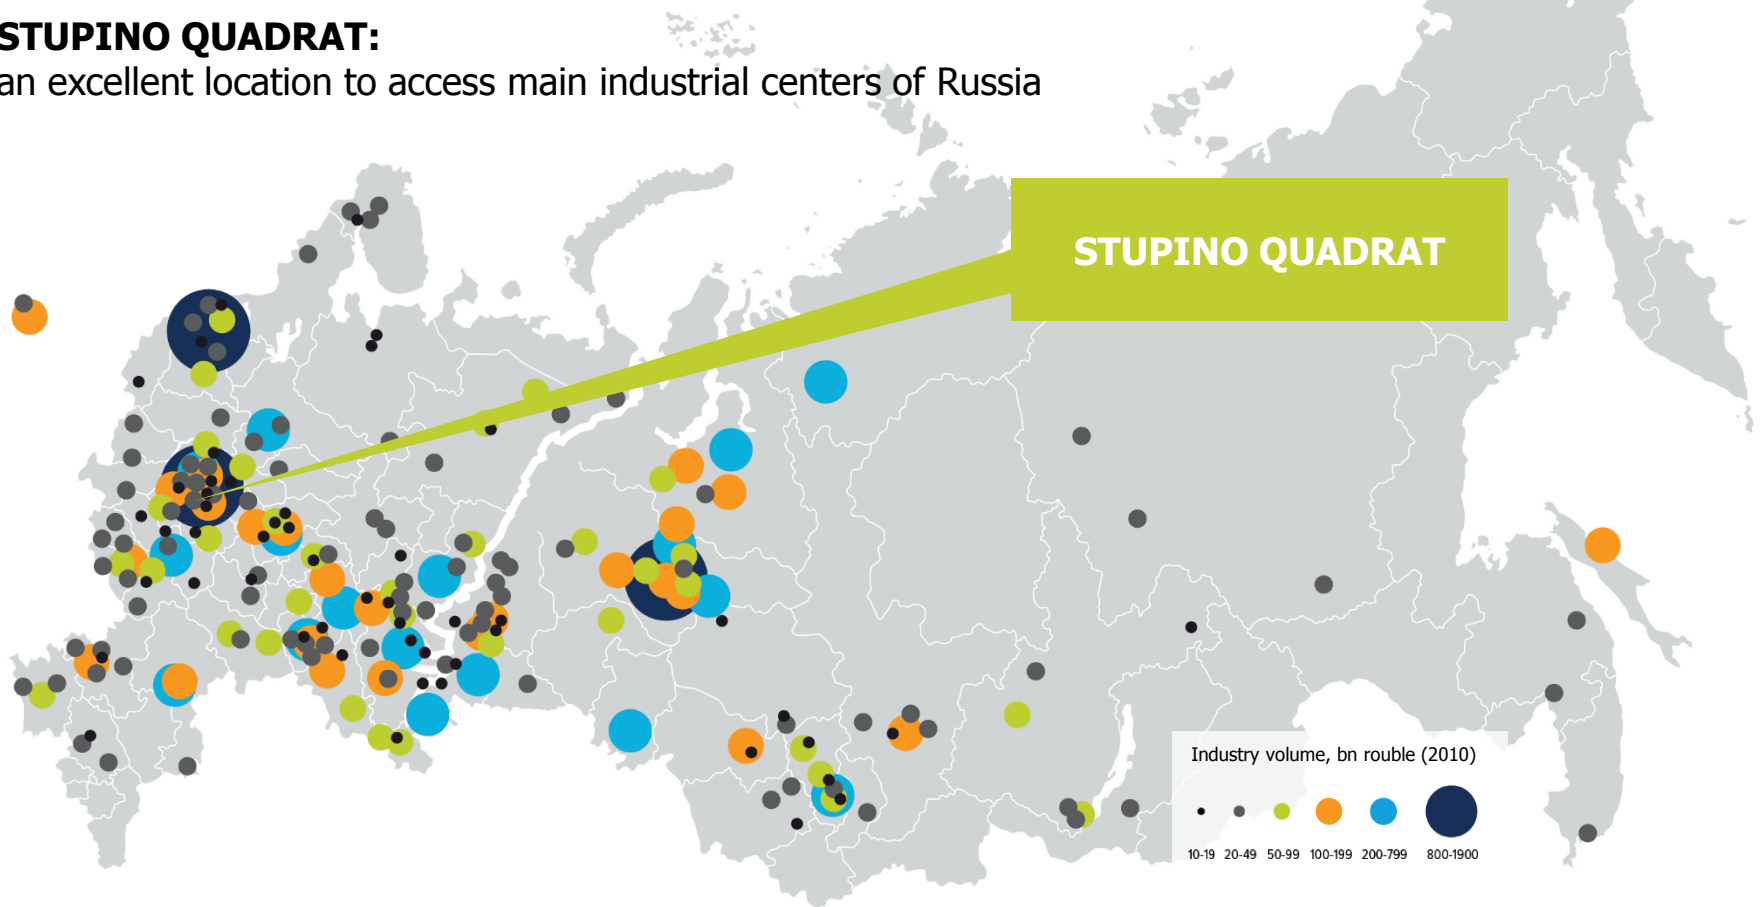 STUPINO QUADRAT:
an excellent location to access main industrial centers of Russia
STUPINO QUADRAT
Industry volume, bn rouble (2010)
10-19 20-49 50-99 100-199 200-799 800-1900